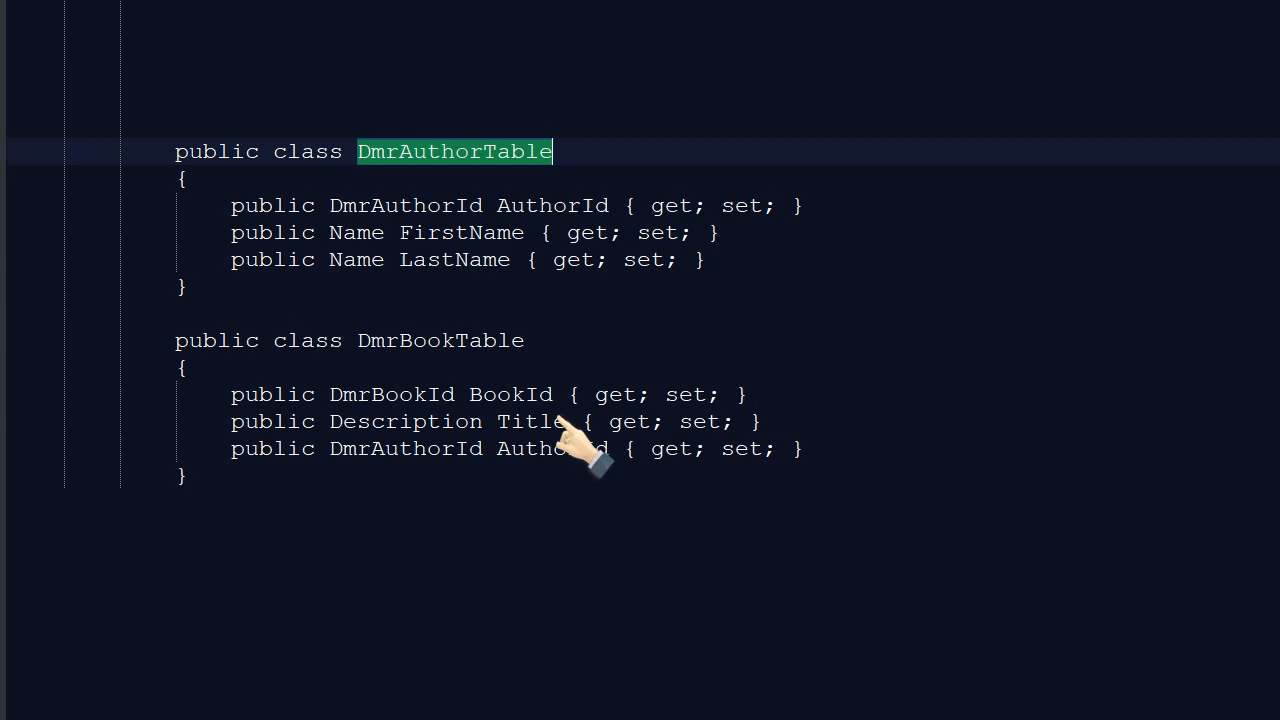 public class DmrAuthorTable
{
public DmrAuthorId AuthorId { get; set; }
public Name FirstName { get; set; }
public Name LastName { get; set; }
}
public class DmrBookTable
{
public DmrBookId BookId { get; set; }
public Description Title { get; set; }
public DmrAuthorId AuthorId { get; set; }
}